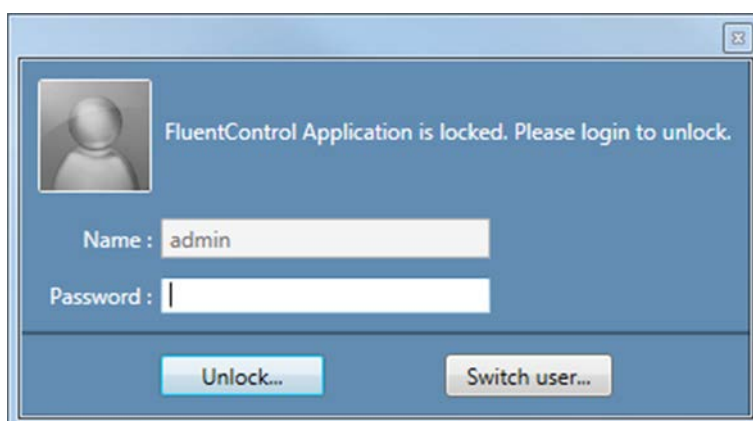 FluentControl Application is locked. Please login to unlock.
Name : admin
Password :
Unlock... Switch user...